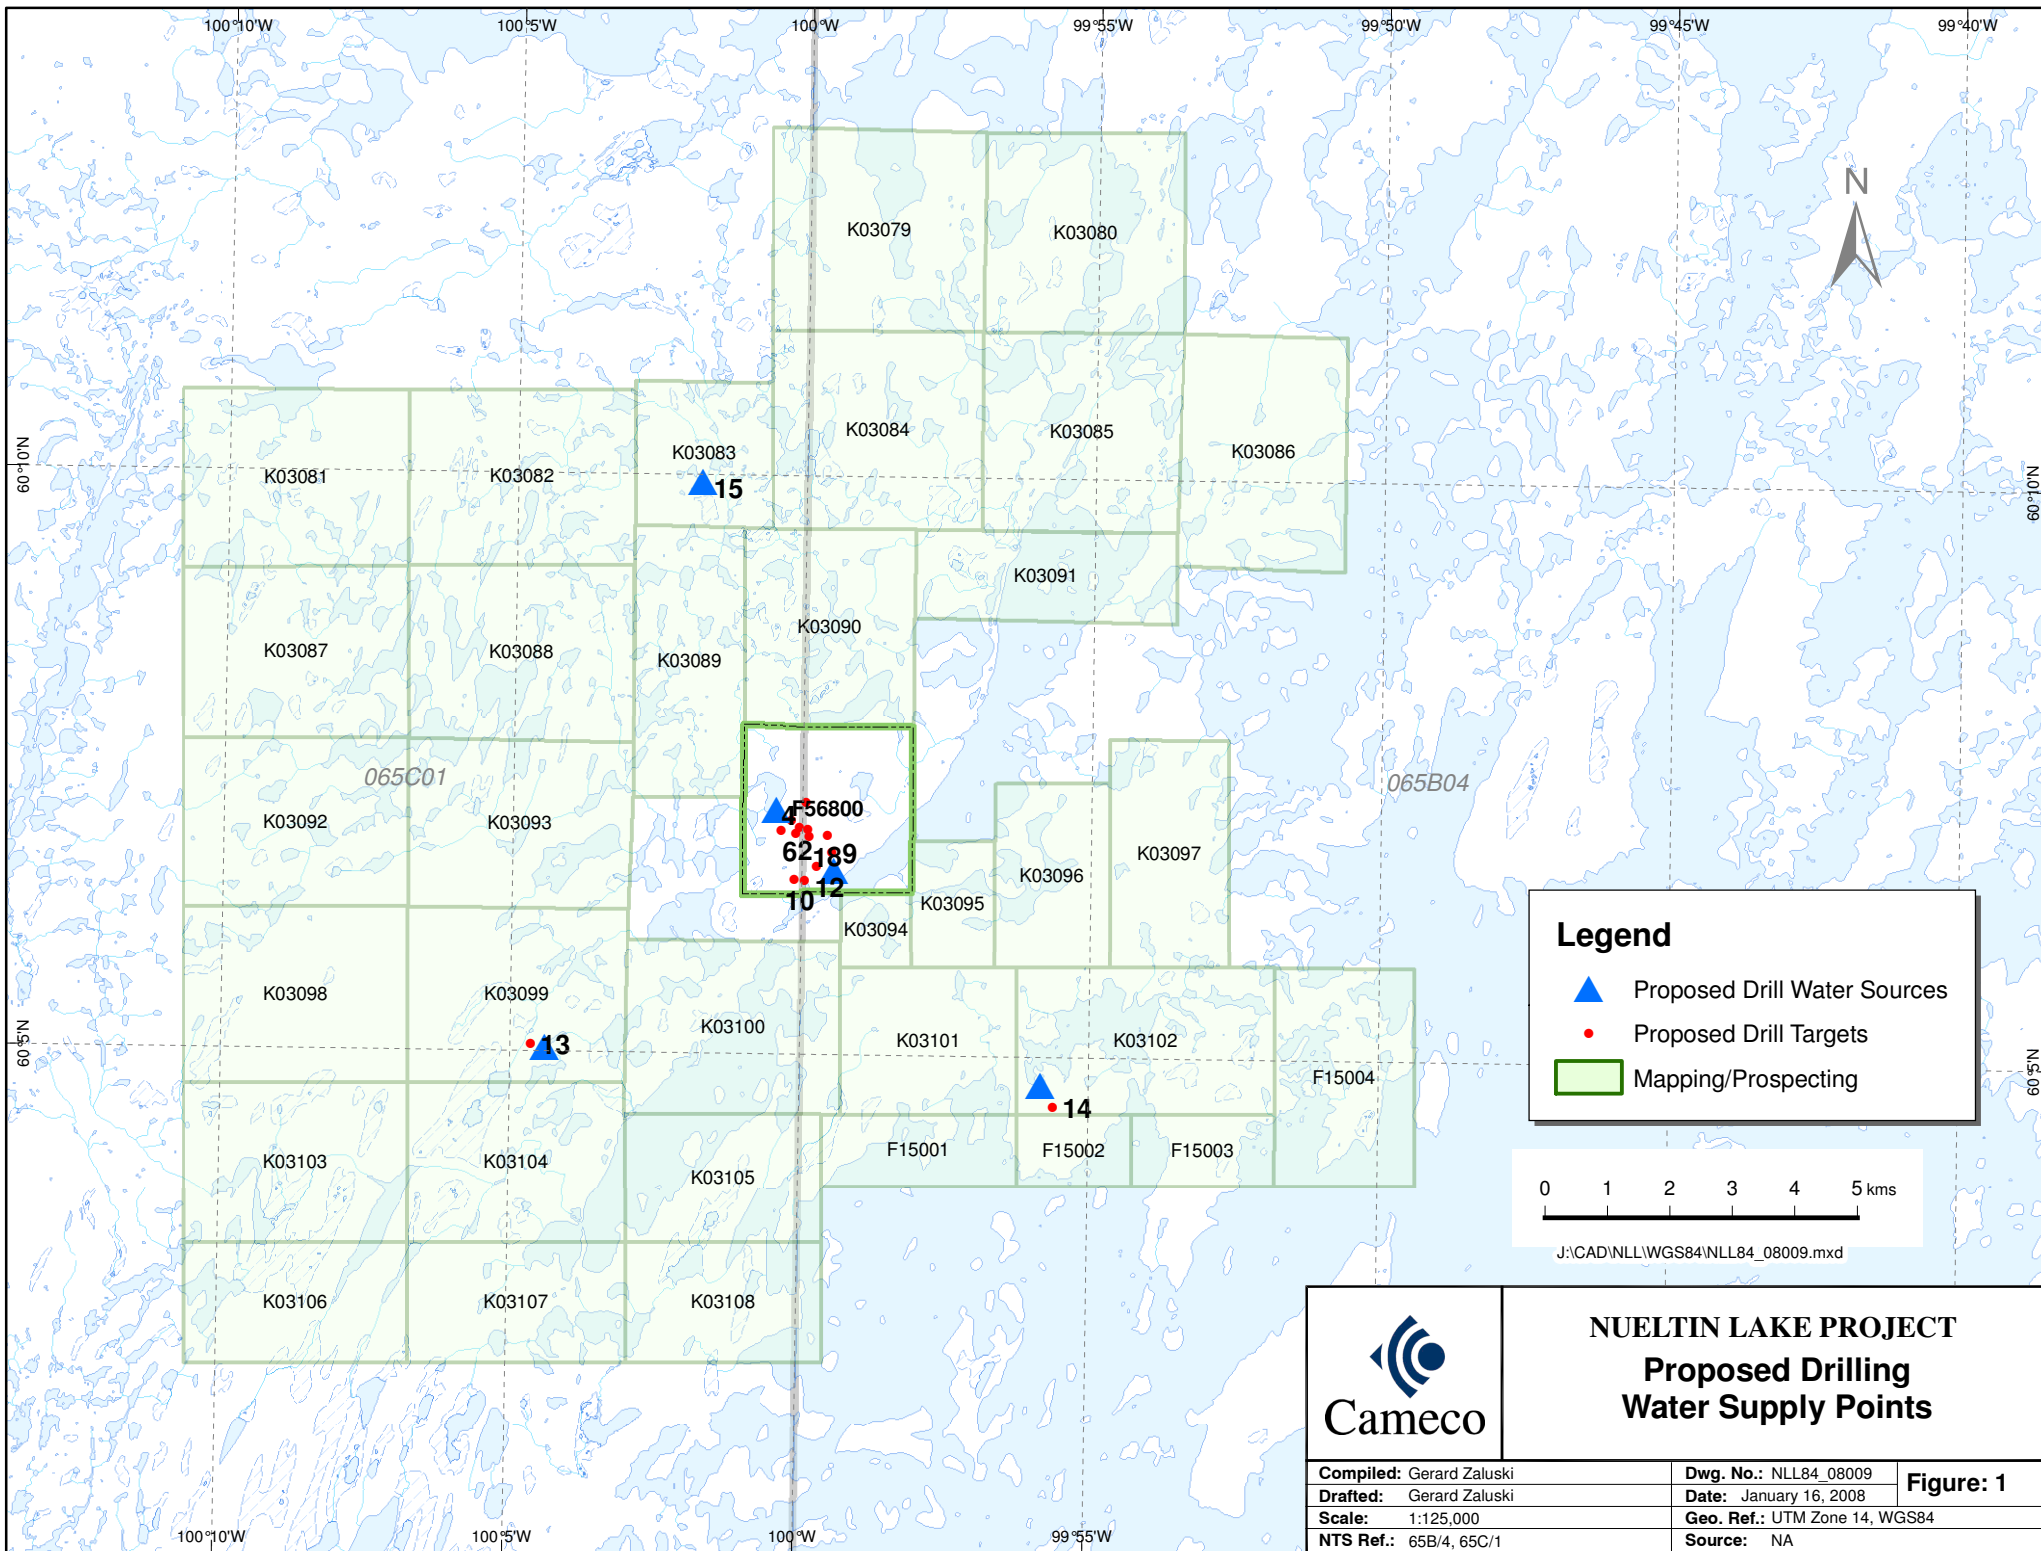 100°10'W
100°5'W
100°W
99°55'W
99°50'W
99°45'W
99°40'W
N
K03079
K03080
K03084
K03085
K03086
K03083
15
60°10'N
K03081
K03082
60°10'N
K03091
K03090
K03087
K03088
K03089
065C01
065B04
4
F56800
K03092
K03093
62
189
K03097
K03096
12
10
K03095
K03094
K03098
K03099
K03100
K03101
K03102
60°5'N
13
F15004
60°5'N
14
F15001
F15002
F15003
K03103
K03104
K03105
K03106
K03107
K03108
Legend
Proposed Drill Water Sources
Proposed Drill Targets
Mapping/Prospecting
0 1 2 3 4 5 kms
J:\CAD\NLL\WGS84\NLL84_08009.mxd
Cameco
NUELTIN LAKE PROJECT
Proposed Drilling
Water Supply Points
Compiled: Gerard Zaluski
Dwg. No.: NLL84_08009
Figure: 1
Drafted: Gerard Zaluski
Date: January 16, 2008
Scale: 1:125,000
Geo. Ref.: UTM Zone 14, WGS84
NTS Ref.: 65B/4, 65C/1
Source: NA
100°10'W
100°5'W
100°W
99°55'W